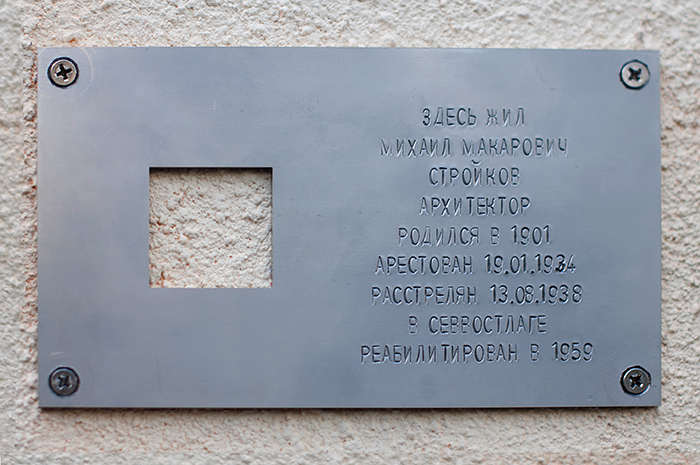 ЗДЕСЬ ЖИЛ
МИХАИЛ МАКАРОВИЧ
СТРОЙКОВ
АРХИТЕКТОР
РОДИЛСЯ В 1901
АРЕСТОВАН 19.01.1934
РАССТРЕЛЯН 13.08.1938
В СЕВВОСТЛАГЕ
РЕАБИЛИТИРОВАН В 1959